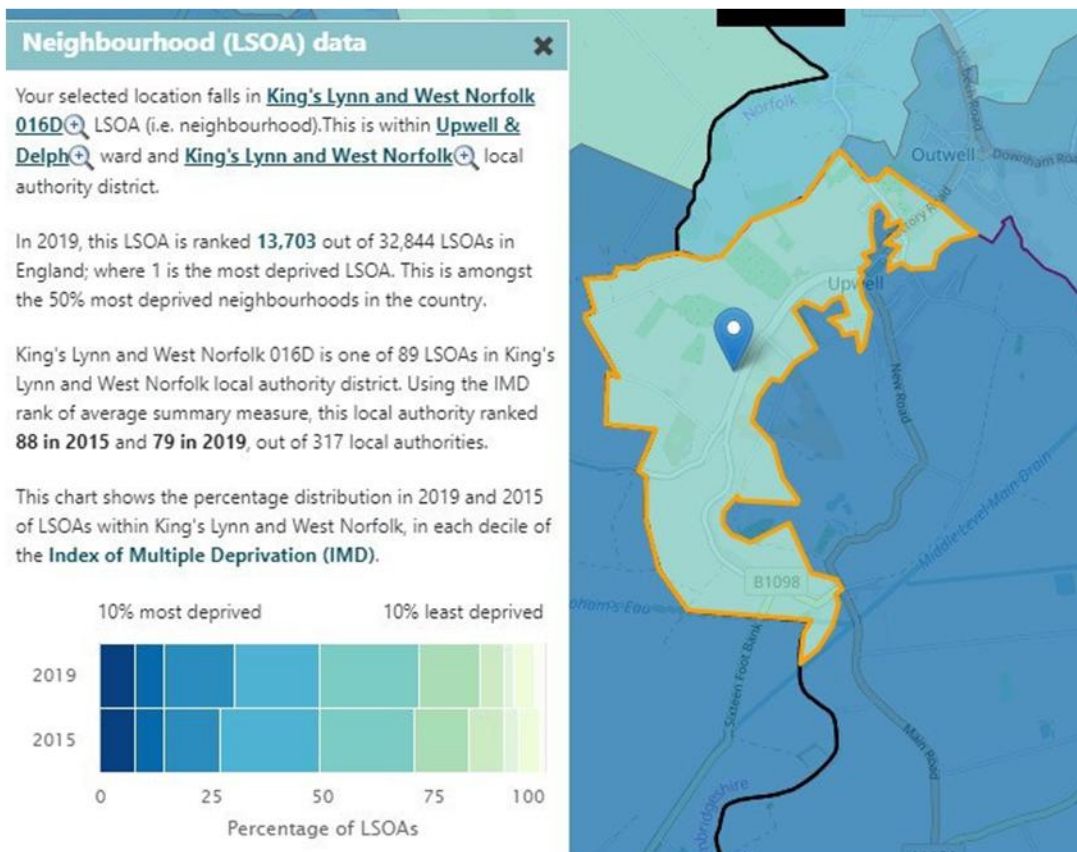 Neighbourhood (LSOA) data
Your selected location falls in King's Lynn and West Norfolk
016D LSOA (i.e. neighbourhood).This is within Upwell &
Delph ward and King's Lynn and West Norfolk local
authority district.
In 2019, this LSOA is ranked 13,703 out of 32,844 LSOAs in
England; where 1 is the most deprived LSOA. This is amongst
the 50% most deprived neighbourhoods in the country.
King's Lynn and West Norfolk 016D is one of 89 LSOAs in King's
Lynn and West Norfolk local authority district. Using the IMD
rank of average summary measure, this local authority ranked
88 in 2015 and 79 in 2019, out of 317 local authorities.
This chart shows the percentage distribution in 2019 and 2015
of LSOAs within King's Lynn and West Norfolk, in each decile of
the Index of Multiple Deprivation (IMD).
10% most deprived 10% least deprived
2019
2015
0 25 50 75 100
Percentage of LSOAs
Norfolk
Wisbech Road
Outwell
Downham Road
Upwell
New Road
Middle Level Main Drain
B1098
Sixteen Foot Bank
Main Road